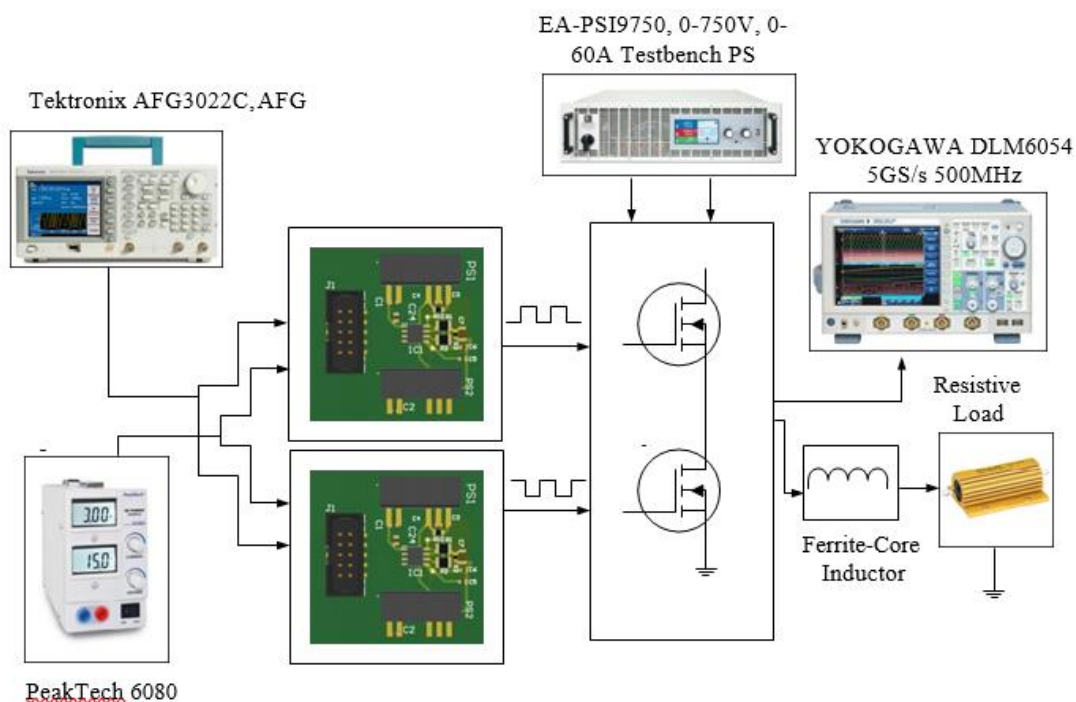 EA-PSI9750, 0-750V, 0-
60A Testbench PS
Tektronix AFG3022C,AFG
YOKOGAWA DLM6054
5GS/s 500MHz
J1
C1
C24
IC1
PS1
PS2
C2
J1
C1
C24
IC1
PS1
PS2
C2
Resistive
Load
Ferrite-Core
Inductor
3.00
15.0
PeakTech 6080